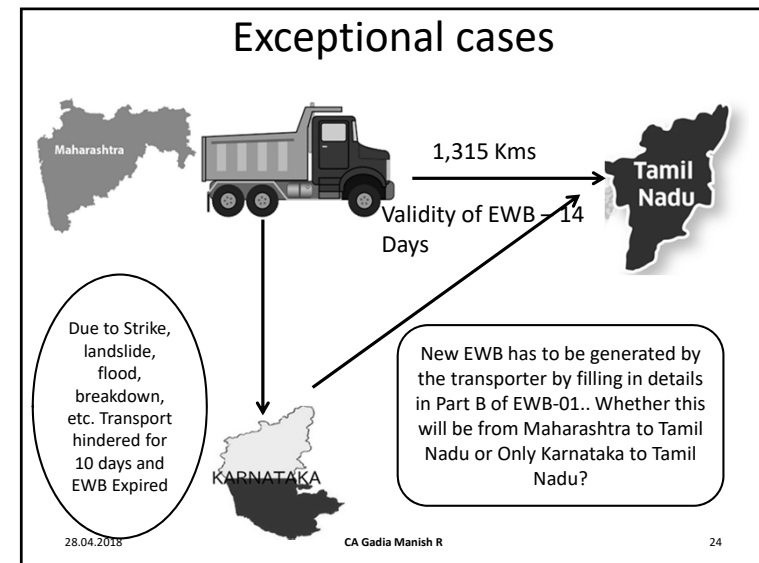 Exceptional cases
Maharashtra
1,315 Kms
Tamil
Nadu
Validity of EWB – 14
Days
Due to Strike,
landslide,
flood,
breakdown,
etc. Transport
hindered for
10 days and
EWB Expired
New EWB has to be generated by
the transporter by filling in details
in Part B of EWB-01.. Whether this
will be from Maharashtra to Tamil
Nadu or Only Karnataka to Tamil
Nadu?
KARNATAKA
28.04.2018
CA Gadia Manish R
24